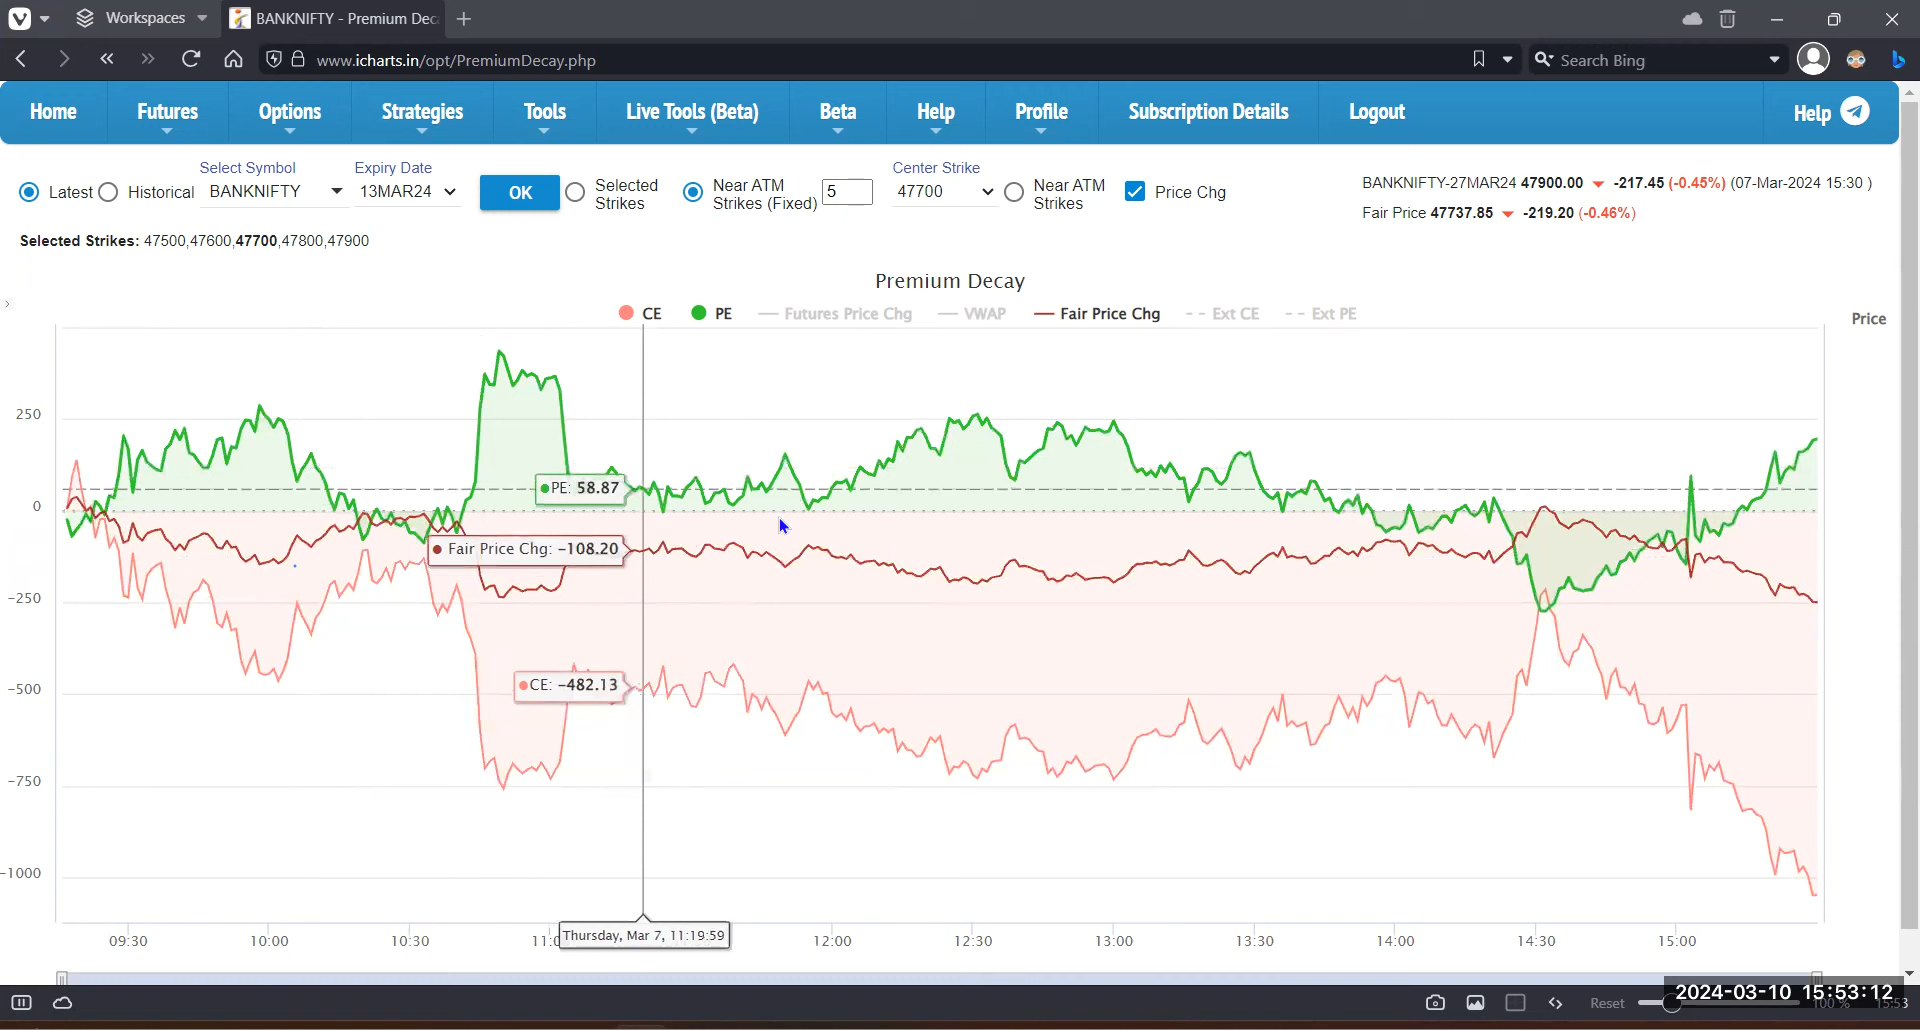 Workspaces
BANKNIFTY - Premium Dec
www.icharts.in/opt/PremiumDecay.php
Search Bing
Home Futures Options Strategies Tools Live Tools (Beta) Beta Help Profile Subscription Details Logout Help
Select Symbol Expiry Date Center Strike
Latest Historical BANKNIFTY 13MAR24 OK Selected Strikes Near ATM Strikes (Fixed) 5 47700 Near ATM Strikes Price Chg
BANKNIFTY-27MAR24 47900.00 -217.45 (-0.45%) (07-Mar-2024 15:30 )
Fair Price 47737.85 -219.20 (-0.46%)
Selected Strikes: 47500,47600,47700,47800,47900
Premium Decay
CE PE Futures Price Chg VWAP Fair Price Chg Ext CE Ext PE
Price
250
PE: 58.87
0
Fair Price Chg: -108.20
-250
CE: -482.13
-500
-750
-1000
09:30 10:00 10:30 11:0 12:00 12:30 13:00 13:30 14:00 14:30 15:00
Thursday, Mar 7, 11:19:59
2024-03-10 15:53:12
Reset 100 % 15:53